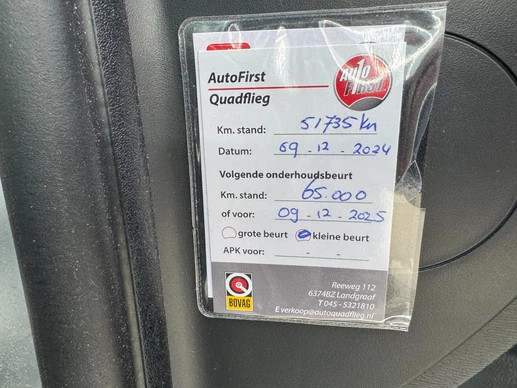 AutoFirst
Quadflieg
AUTO FIRST
Km. stand: 51735 km
Datum: 09-12-2024
Volgende onderhoudsbeurt
Km. stand: 65.000
of voor: 09-12-2025
grote beurt kleine beurt
APK voor: - -
BOVAG
Reeweg 112
6374BZ Landgraaf
T 045 - 5321810
E verkoop@autoquadflieg.nl